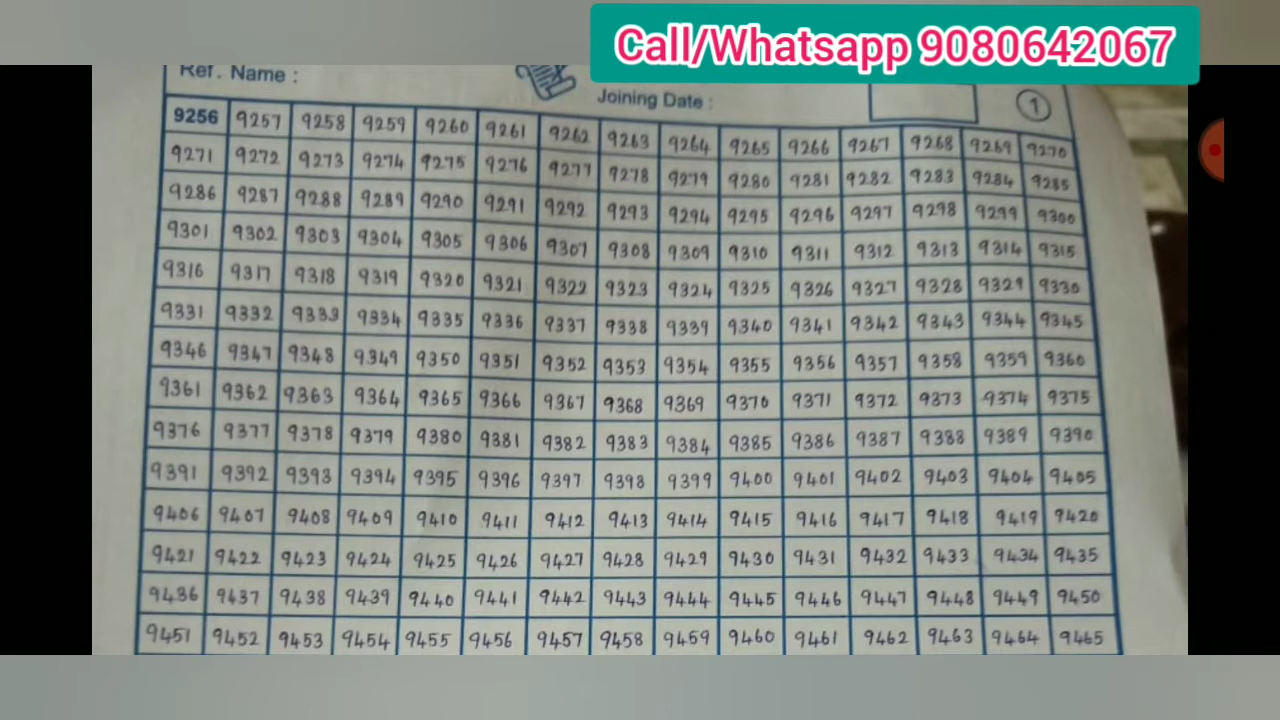 Call/Whatsapp 9080642067
Ref. Name :
Joining Date :
1
9256 9257 9258 9259 9260 9261 9262 9263 9264 9265 9266 9267 9268 9269 9270
9271 9272 9273 9274 9275 9276 9277 9278 9279 9280 9281 9282 9283 9284 9285
9286 9287 9288 9289 9290 9291 9292 9293 9294 9295 9296 9297 9298 9299 9300
9301 9302 9303 9304 9305 9306 9307 9308 9309 9310 9311 9312 9313 9314 9315
9316 9317 9318 9319 9320 9321 9322 9323 9324 9325 9326 9327 9328 9329 9330
9331 9332 9333 9334 9335 9336 9337 9338 9339 9340 9341 9342 9343 9344 9345
9346 9347 9348 9349 9350 9351 9352 9353 9354 9355 9356 9357 9358 9359 9360
9361 9362 9363 9364 9365 9366 9367 9368 9369 9370 9371 9372 9373 9374 9375
9376 9377 9378 9379 9380 9381 9382 9383 9384 9385 9386 9387 9388 9389 9390
9391 9392 9393 9394 9395 9396 9397 9398 9399 9400 9401 9402 9403 9404 9405
9406 9407 9408 9409 9410 9411 9412 9413 9414 9415 9416 9417 9418 9419 9420
9421 9422 9423 9424 9425 9426 9427 9428 9429 9430 9431 9432 9433 9434 9435
9436 9437 9438 9439 9440 9441 9442 9443 9444 9445 9446 9447 9448 9449 9450
9451 9452 9453 9454 9455 9456 9457 9458 9459 9460 9461 9462 9463 9464 9465